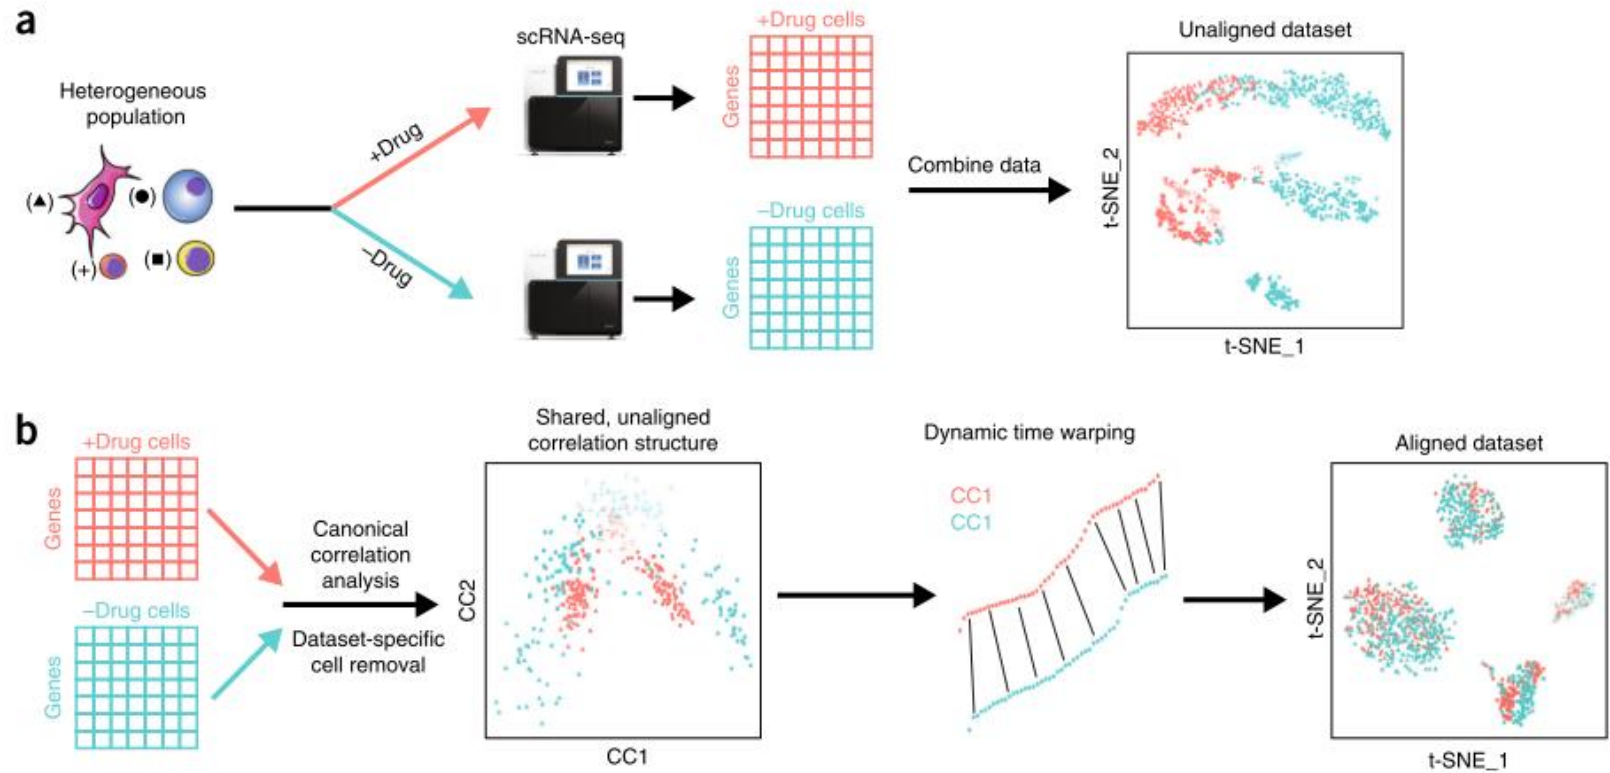 a
Heterogeneous
population
(▲)
(●)
(+)
(■)
+Drug
–Drug
scRNA-seq
+Drug cells
Genes
–Drug cells
Genes
Combine data
Unaligned dataset
t-SNE_2
t-SNE_1
b
+Drug cells
Genes
–Drug cells
Genes
Canonical
correlation
analysis
Dataset-specific
cell removal
Shared, unaligned
correlation structure
CC2
CC1
Dynamic time warping
CC1
CC1
Aligned dataset
t-SNE_2
t-SNE_1